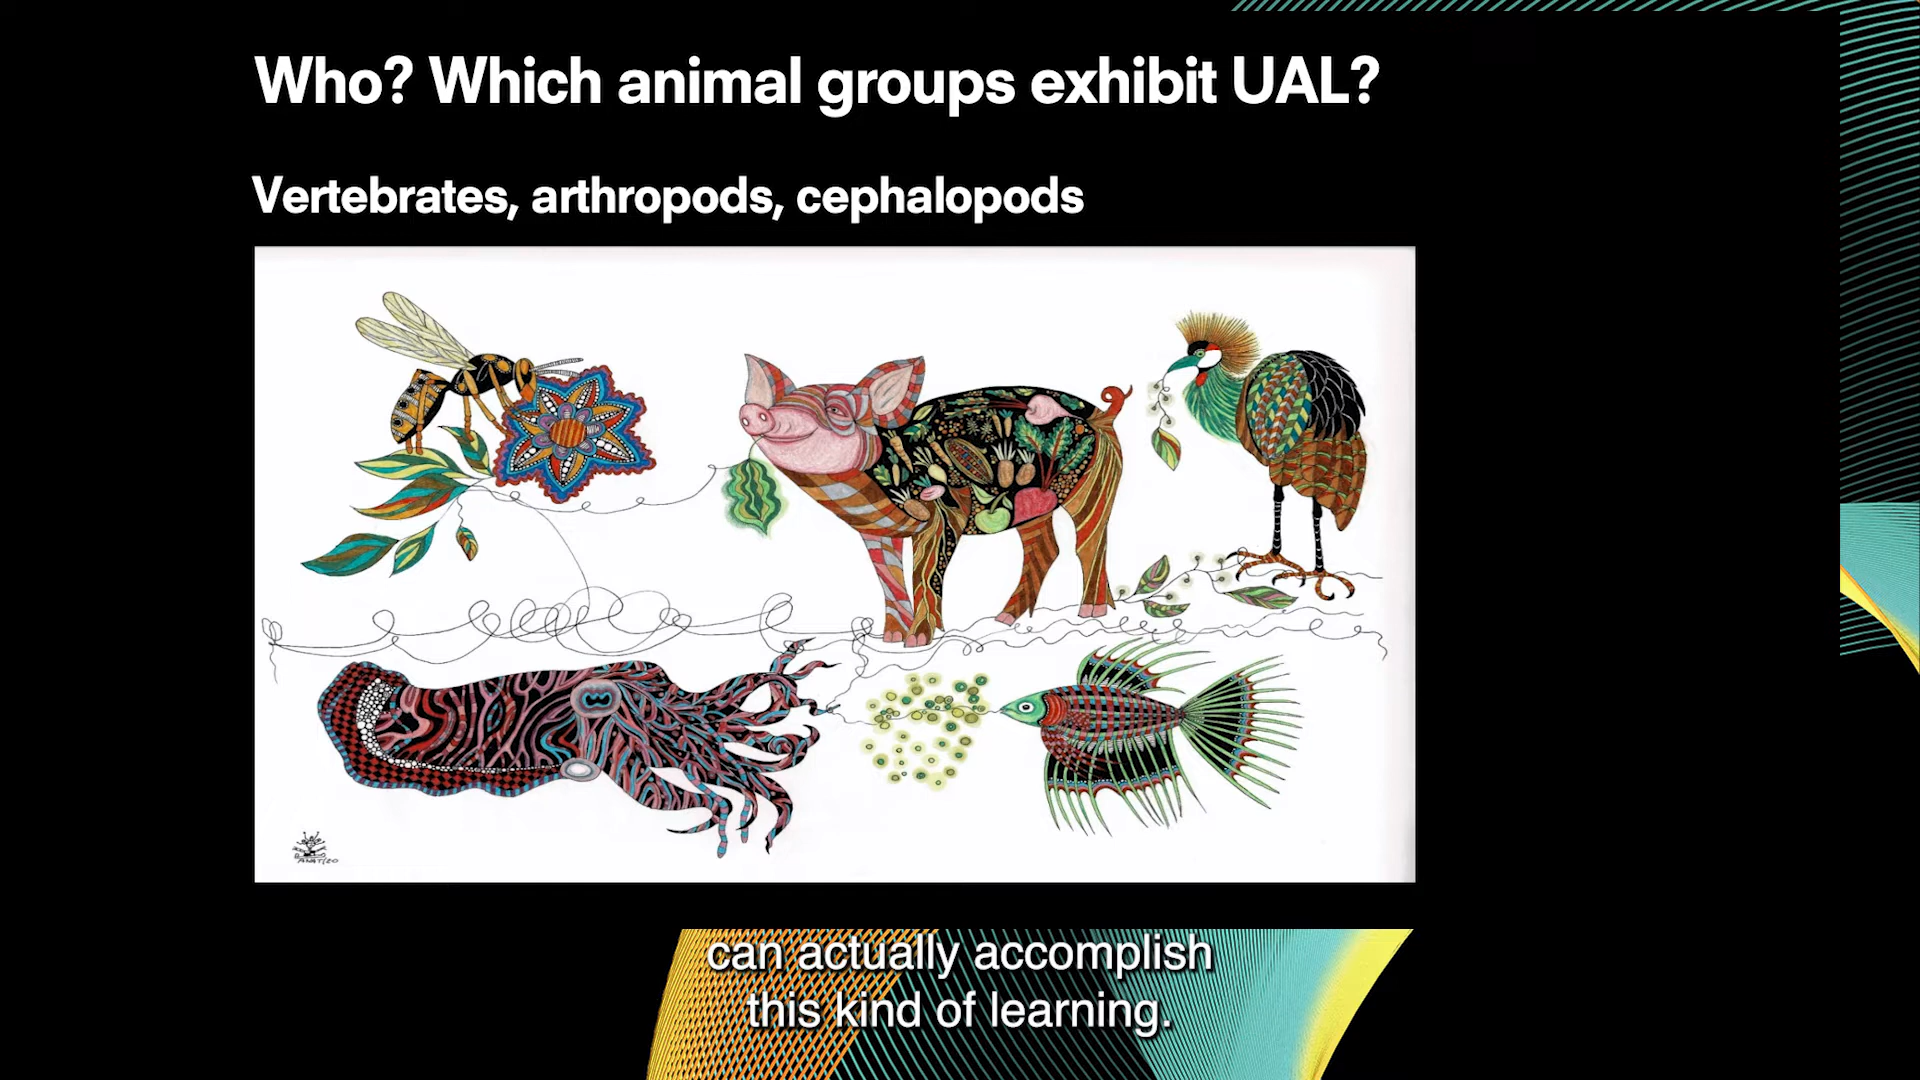 Who? Which animal groups exhibit UAL?
Vertebrates, arthropods, cephalopods
can actually accomplish
this kind of learning.